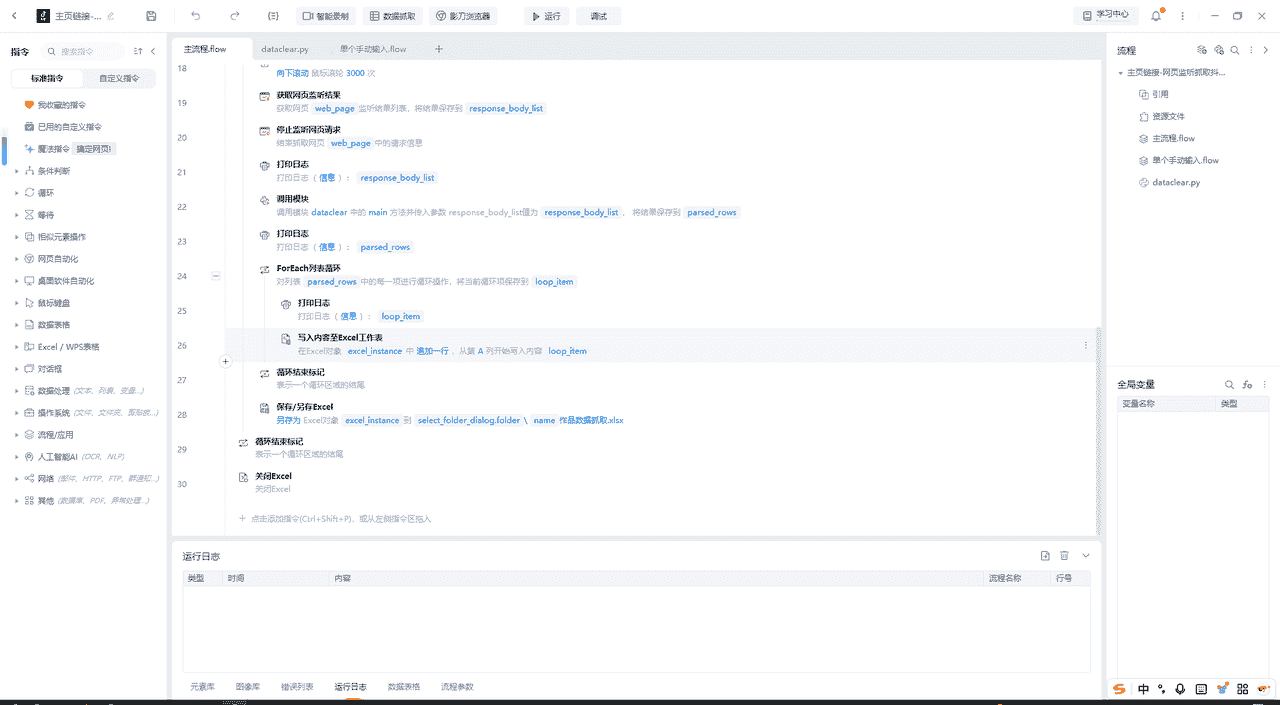 主页链接-...
智能录制
数据抓取
影刀浏览器
运行
调试
学习中心
指令
搜索指令
标准指令
自定义指令
我收藏的指令
已用的自定义指令
魔法指令 搞定网页!
条件判断
循环
等待
相似元素操作
网页自动化
桌面软件自动化
鼠标键盘
数据表格
Excel / WPS表格
对话框
数据处理 (文本、列表、变量...)
操作系统 (文件、文件夹、剪贴板...)
流程/应用
人工智能AI (OCR、NLP)
网络 (邮件、HTTP、FTP、群通知...)
其他 (数据库、PDF、异常处理...)
主流程.flow
dataclear.py
单个手动输入.flow
18
向下滚动 鼠标滚轮 3000 次
19
获取网页监听结果
获取网页 web_page 监听结果列表，将结果保存到 response_body_list
20
停止监听网页请求
结束抓取网页 web_page 中的请求信息
21
打印日志
打印日志（ 信息 ）： response_body_list
22
调用模块
调用模块 dataclear 中的 main 方法并传入参数 response_body_list值为 response_body_list ， 将结果保存到 parsed_rows
23
打印日志
打印日志（ 信息 ）： parsed_rows
24
ForEach列表循环
对列表 parsed_rows 中的每一项进行循环操作，将当前循环项保存到 loop_item
25
打印日志
打印日志（ 信息 ）： loop_item
26
写入内容至Excel工作表
在Excel对象 excel_instance 中 追加一行 ，从第 A 列开始写入内容 loop_item
27
循环结束标记
表示一个循环区域的结尾
28
保存/另存Excel
另存为 Excel对象 excel_instance 到 select_folder_dialog.folder \ name 作品数据抓取.xlsx
29
循环结束标记
表示一个循环区域的结尾
30
关闭Excel
关闭Excel
点击添加指令(Ctrl+Shift+P)，或从左侧指令区拖入
运行日志
类型 时间 内容 流程名称 行号
元素库 图像库 错误列表 运行日志 数据表格 流程参数
流程
主页链接-网页监听抓取抖...
引用
资源文件
主流程.flow
单个手动输入.flow
dataclear.py
全局变量
变量名称 类型
中